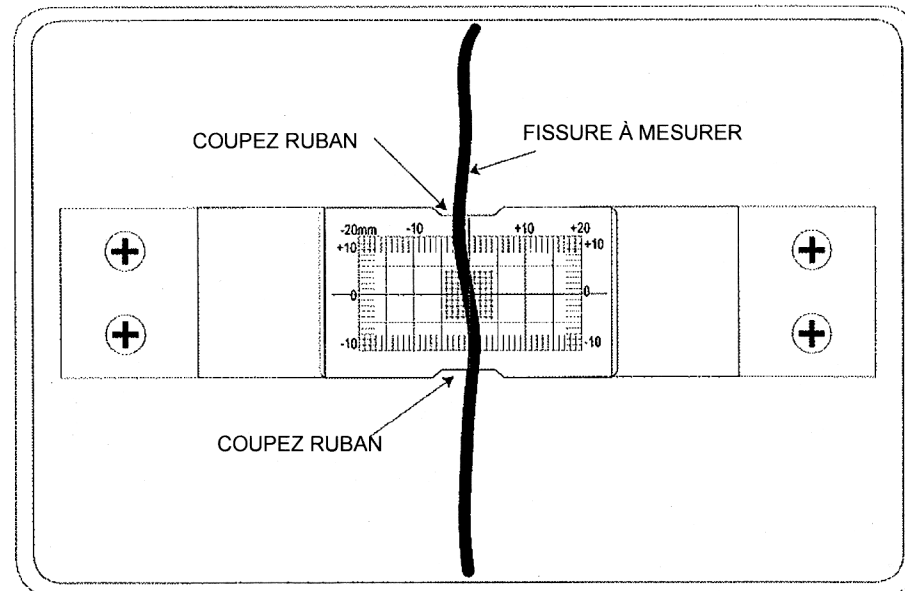 COUPEZ RUBAN
FISSURE À MESURER
-20mm -10 +10 +20
+10 +10
0 0
-10 -10
COUPEZ RUBAN